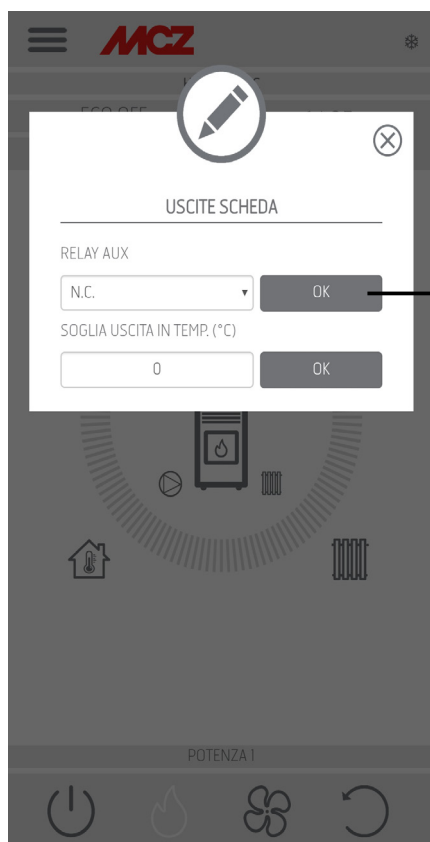 MCZ
USCITE SCHEDA
RELAY AUX
N.C.
OK
SOGLIA USCITA IN TEMP. (°C)
0
OK
POTENZA 1